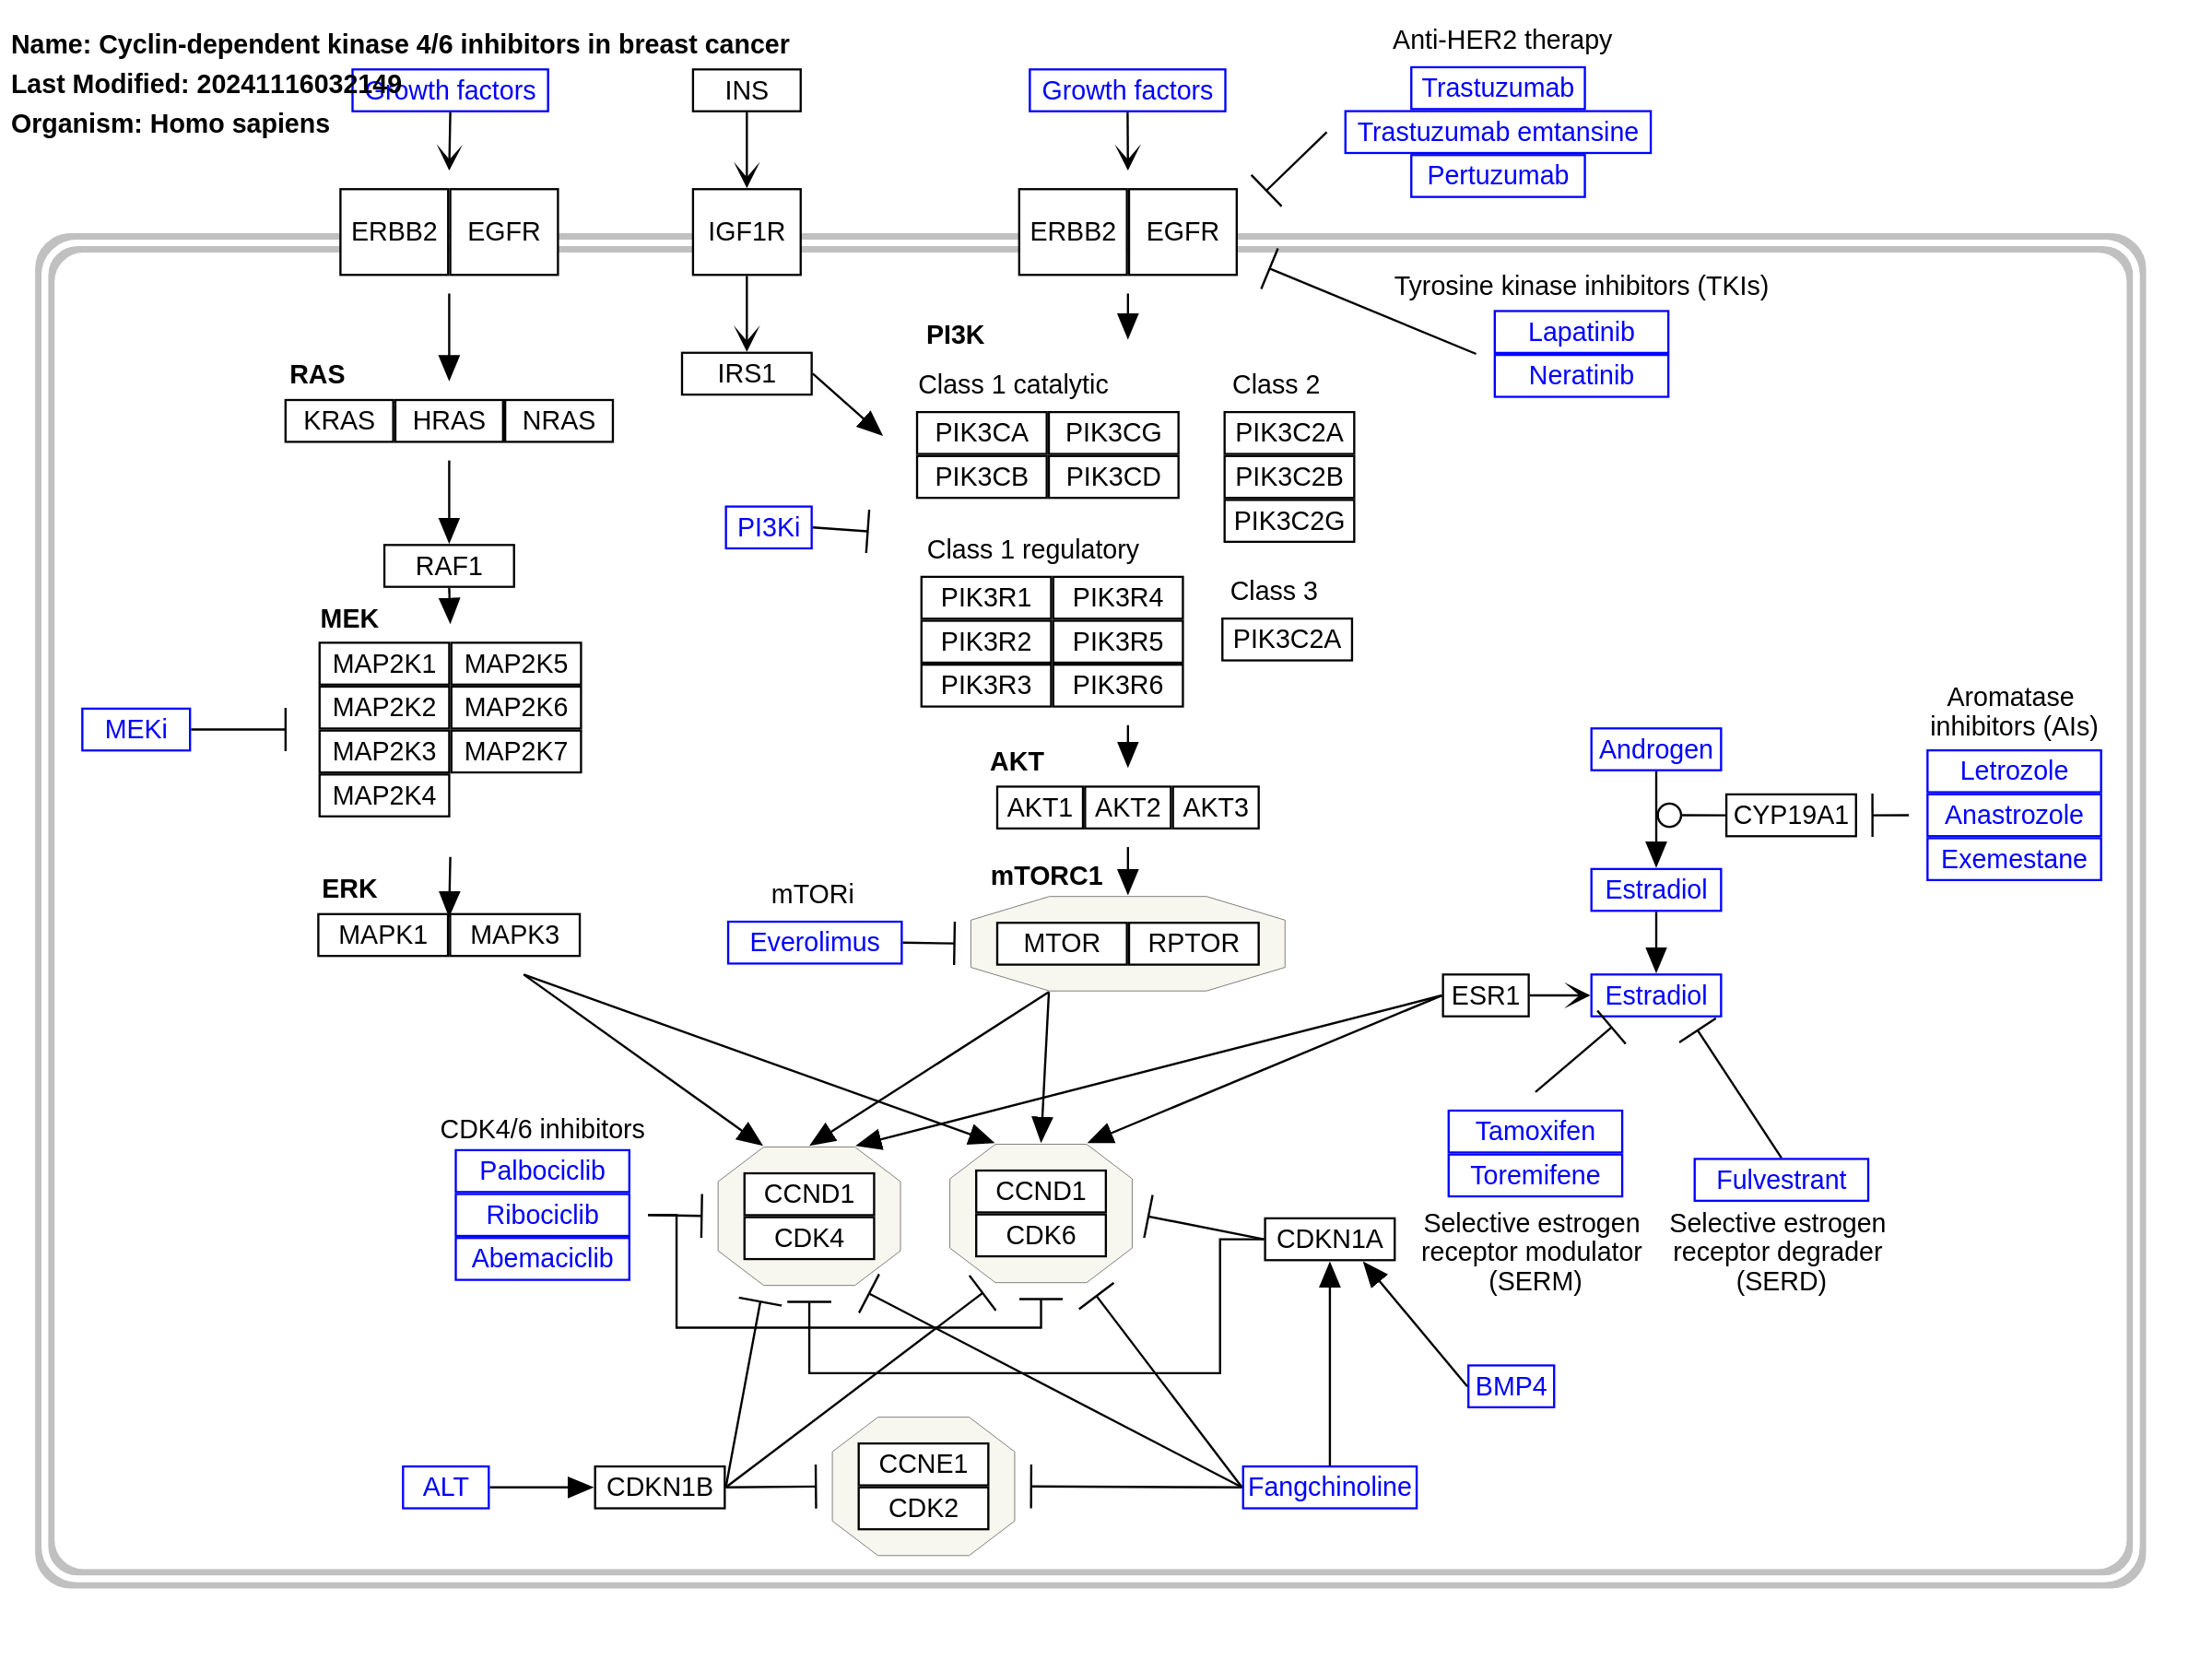 Name: Cyclin-dependent kinase 4/6 inhibitors in breast cancer
Last Modified: 20241116032149
Organism: Homo sapiens
Growth factors
INS
Growth factors
Anti-HER2 therapy
Trastuzumab
Trastuzumab emtansine
Pertuzumab
ERBB2 EGFR
IGF1R
ERBB2 EGFR
Tyrosine kinase inhibitors (TKIs)
Lapatinib
Neratinib
RAS
KRAS HRAS NRAS
IRS1
PI3K
Class 1 catalytic
PIK3CA PIK3CG
PIK3CB PIK3CD
Class 2
PIK3C2A
PIK3C2B
PIK3C2G
PI3Ki
Class 1 regulatory
PIK3R1 PIK3R4
PIK3R2 PIK3R5
PIK3R3 PIK3R6
Class 3
PIK3C2A
RAF1
MEK
MAP2K1 MAP2K5
MAP2K2 MAP2K6
MAP2K3 MAP2K7
MAP2K4
MEKi
AKT
AKT1 AKT2 AKT3
Androgen
CYP19A1
Aromatase
inhibitors (AIs)
Letrozole
Anastrozole
Exemestane
Estradiol
ERK
MAPK1 MAPK3
mTORi
Everolimus
mTORC1
MTOR RPTOR
ESR1
Estradiol
CDK4/6 inhibitors
Palbociclib
Ribociclib
Abemaciclib
CCND1
CDK4
CCND1
CDK6
CDKN1A
Tamoxifen
Toremifene
Selective estrogen
receptor modulator
(SERM)
Fulvestrant
Selective estrogen
receptor degrader
(SERD)
BMP4
ALT
CDKN1B
CCNE1
CDK2
Fangchinoline